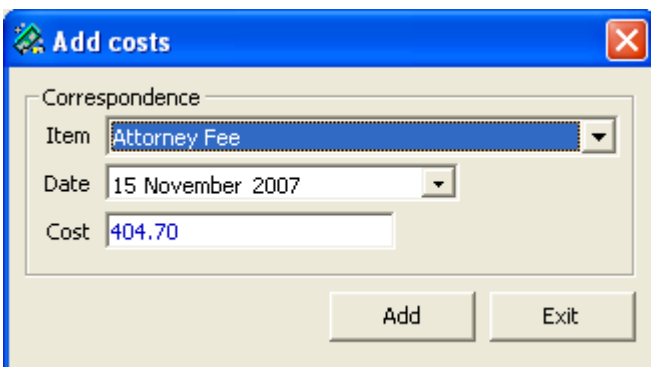 Add costs
Correspondence
Item Attorney Fee
Date 15 November 2007
Cost 404.70
Add Exit